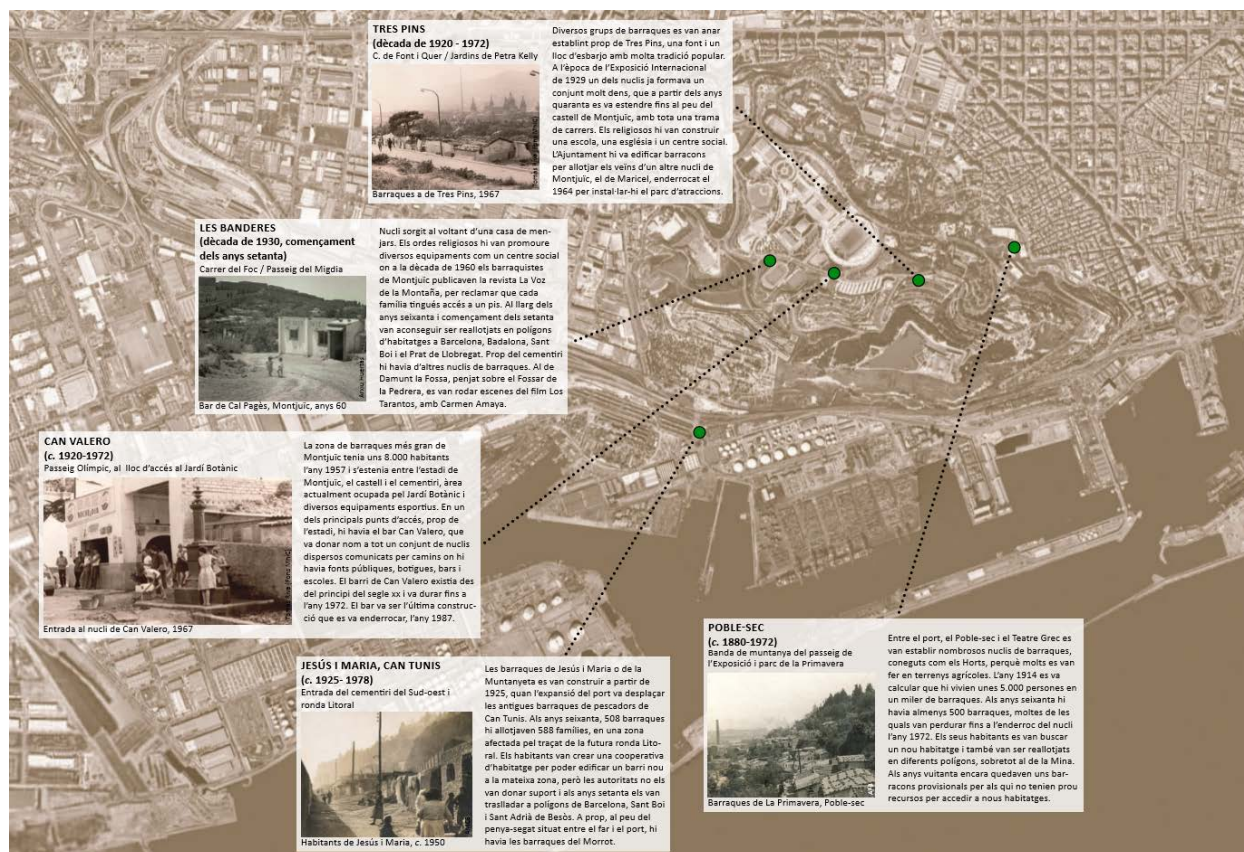 TRES PINS
(dècada de 1920 - 1972)
C. de Font i Quer / Jardins de Petra Kelly
Barraques a de Tres Pins, 1967
Diversos grups de barraques es van anar
establint prop de Tres Pins, una font i un
lloc d'esbarjo amb molta tradició popular.
A l'època de l'Exposició Internacional
de 1929 un dels nuclis ja formava un
conjunt molt dens, que a partir dels anys
quaranta es va estendre fins al peu del
castell de Montjuïc, amb tota una trama
de carrers. Els religiosos hi van construir
una escola, una església i un centre social.
L'Ajuntament hi va edificar barracons
per allotjar els veïns d'un altre nucli de
Montjuïc, el de Maricel, enderrocat el
1964 per instal·lar-hi el parc d'atraccions.
LES BANDERES
(dècada de 1930, començament
dels anys setanta)
Carrer del Foc / Passeig del Migdia
Bar de Cal Pagès, Montjuïc, anys 60
Nucli sorgit al voltant d'una casa de men-
jars. Els ordes religiosos hi van promoure
diversos equipaments com un centre social
on a la dècada de 1960 els barraquistes
de Montjuïc publicaven la revista La Voz
de la Montaña, per reclamar que cada
família tingués accés a un pis. Al llarg dels
anys seixanta i començament dels setanta
van aconseguir ser reallotjats en polígons
d'habitatges a Barcelona, Badalona, Sant
Boi i el Prat de Llobregat. Prop del cementiri
hi havia d'altres nuclis de barraques. Al de
Damunt la Fossa, penjat sobre el Fossar de
la Pedrera, es van rodar escenes del film Los
Tarantos, amb Carmen Amaya.
CAN VALERO
(c. 1920-1972)
Passeig Olímpic, al lloc d'accés al Jardí Botànic
Entrada al nucli de Can Valero, 1967
La zona de barraques més gran de
Montjuïc tenia uns 8.000 habitants
l'any 1957 i s'estenia entre l'estadi de
Montjuïc, el castell i el cementiri, àrea
actualment ocupada pel Jardí Botànic i
diversos equipaments esportius. En un
dels principals punts d'accés, prop de
l'estadi, hi havia el bar Can Valero, que
va donar nom a tot un conjunt de nuclis
dispersos comunicats per camins on hi
havia fonts públiques, botigues, bars i
escoles. El barri de Can Valero existia des
del principi del segle xx i va durar fins a
l'any 1972. El bar va ser l'última construc-
ció que es va enderrocar, l'any 1987.
JESÚS I MARIA, CAN TUNIS
(c. 1925- 1978)
Entrada del cementiri del Sud-oest i
ronda Litoral
Habitants de Jesús i Maria, c. 1950
Les barraques de Jesús i Maria o de la
Muntanyeta es van construir a partir de
1925, quan l'expansió del port va desplaçar
les antigues barraques de pescadors de
Can Tunis. Als anys seixanta, 508 barraques
hi allotjaven 588 famílies, en una zona
afectada pel traçat de la futura ronda Lito-
ral. Els habitants van crear una cooperativa
d'habitatge per poder edificar un barri nou
a la mateixa zona, però les autoritats no els
van donar suport i als anys setanta els van
traslladar a polígons de Barcelona, Sant Boi
i Sant Adrià de Besòs. A prop, al peu del
penya-segat situat entre el far i el port, hi
havia les barraques del Morrot.
POBLE-SEC
(c. 1880-1972)
Banda de muntanya del passeig de
l'Exposició i parc de la Primavera
Barraques de La Primavera, Poble-sec
Entre el port, el Poble-sec i el Teatre Grec es
van establir nombrosos nuclis de barraques,
coneguts com els Horts, perquè molts es van
fer en terrenys agrícoles. L'any 1914 es va
calcular que hi vivien unes 5.000 persones en
un miler de barraques. Als anys seixanta hi
havia almenys 500 barraques, moltes de les
quals van perdurar fins a l'enderroc del nucli
l'any 1972. Els seus habitants es van buscar
un nou habitatge i també van ser reallotjats
en diferents polígons, sobretot al de la Mina.
Als anys vuitanta encara quedaven uns bar-
racons provisionals per als qui no tenien prou
recursos per accedir a nous habitatges.